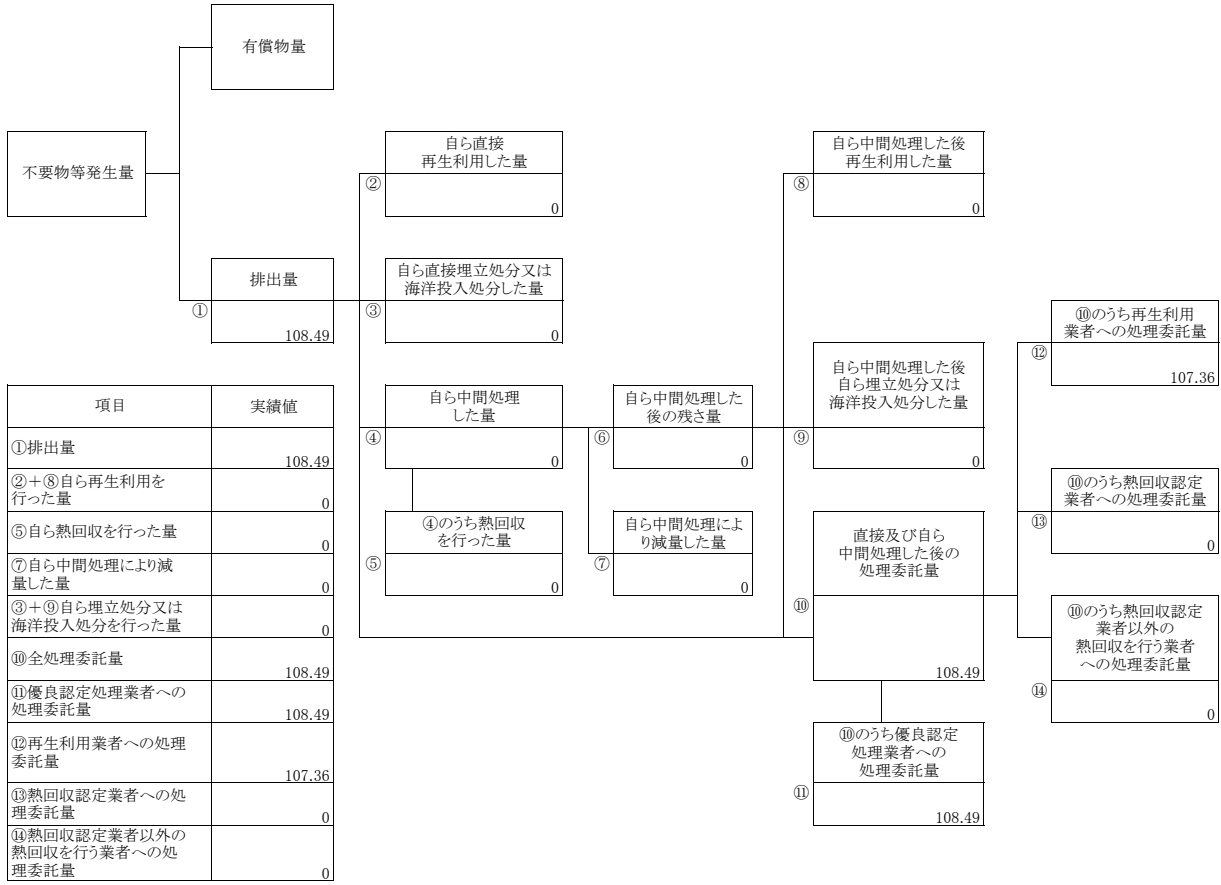 有償物量
不要物等発生量
自ら直接
再生利用した量
②
0
自ら中間処理した後
再生利用した量
⑧
0
排出量
①
108.49
自ら直接埋立処分又は
海洋投入処分した量
③
0
自ら中間処理
した量
④
0
自ら中間処理した
後の残さ量
⑥
0
自ら中間処理した後
自ら埋立処分又は
海洋投入処分した量
⑨
0
④のうち熱回収
を行った量
⑤
0
自ら中間処理によ
り減量した量
⑦
0
直接及び自ら
中間処理した後の
処理委託量
⑩
108.49
⑩のうち優良認定
処理業者への
処理委託量
⑪
108.49
⑩のうち再生利用
業者への処理委託量
⑫
107.36
⑩のうち熱回収認定
業者への処理委託量
⑬
0
⑩のうち熱回収認定
業者以外の
熱回収を行う業者
への処理委託量
⑭
0
項目 実績値
①排出量
108.49
②+⑧自ら再生利用を
行った量
0
⑤自ら熱回収を行った量
0
⑦自ら中間処理により減
量した量
0
③+⑨自ら埋立処分又は
海洋投入処分を行った量
0
⑩全処理委託量
108.49
⑪優良認定処理業者への
処理委託量
108.49
⑫再生利用業者への処理
委託量
107.36
⑬熱回収認定業者への処
理委託量
0
⑭熱回収認定業者以外の
熱回収を行う業者への処
理委託量
0